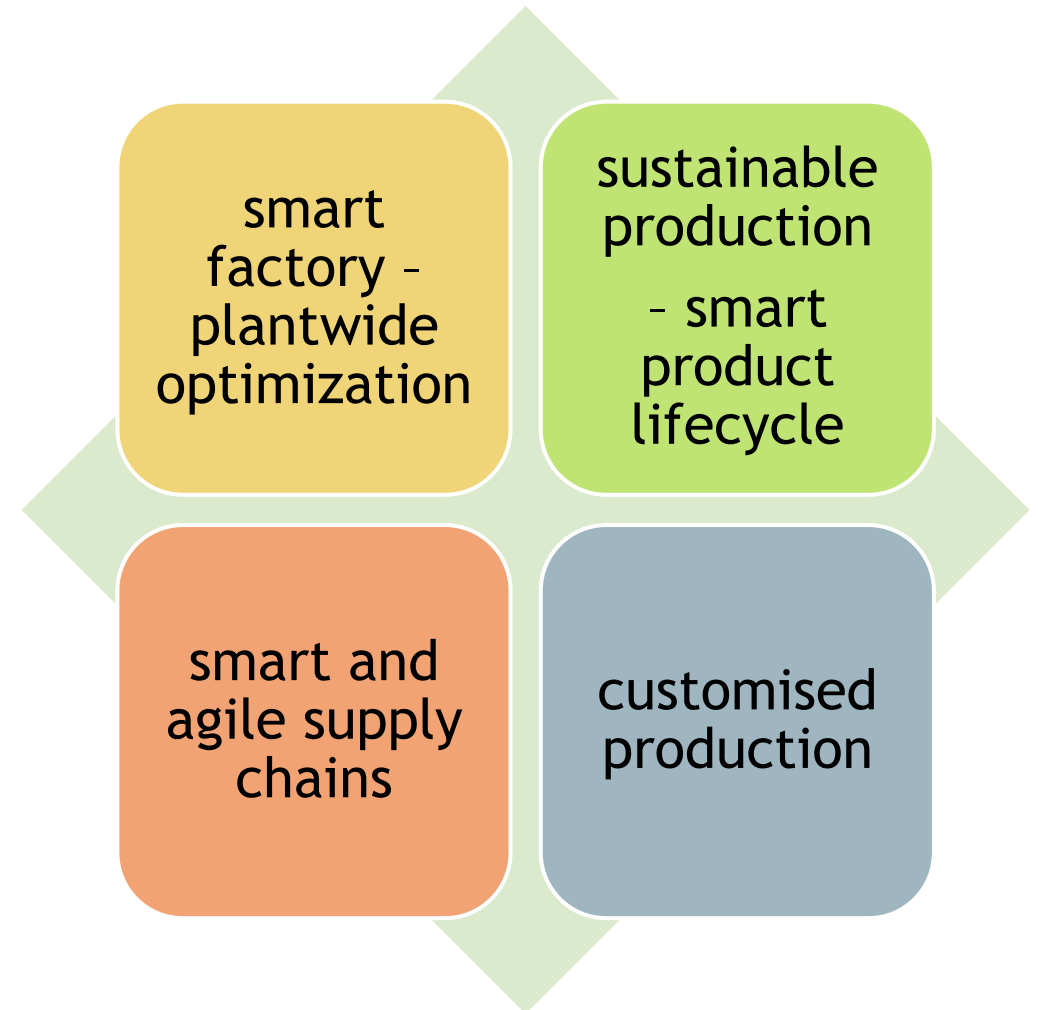 smart
factory –
plantwide
optimization
sustainable
production
– smart
product
lifecycle
smart and
agile supply
chains
customised
production